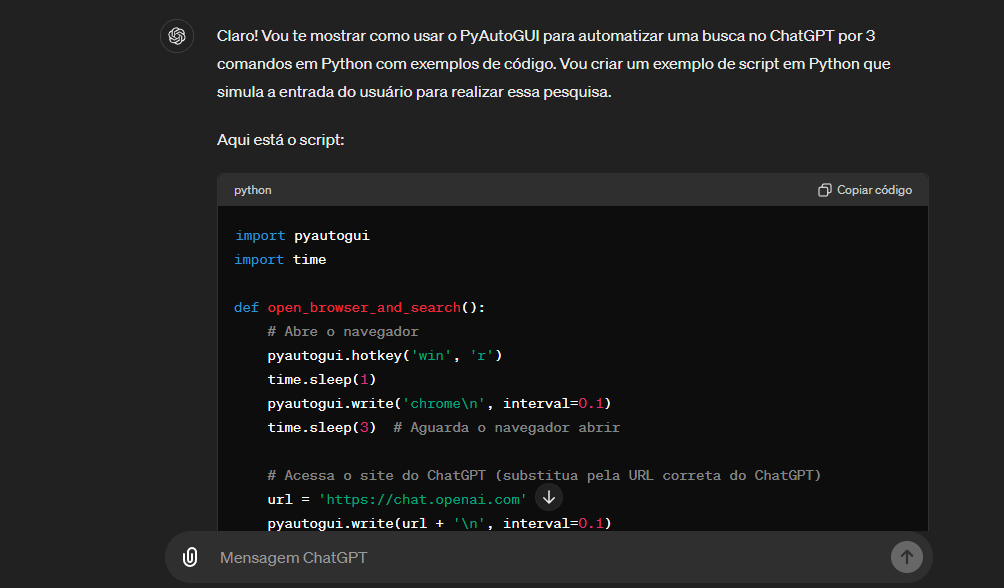 Claro! Vou te mostrar como usar o PyAutoGUI para automatizar uma busca no ChatGPT por 3
comandos em Python com exemplos de código. Vou criar um exemplo de script em Python que
simula a entrada do usuário para realizar essa pesquisa.
Aqui está o script:
python
Copiar código
import pyautogui
import time
def open_browser_and_search():
# Abre o navegador
pyautogui.hotkey('win', 'r')
time.sleep(1)
pyautogui.write('chrome\n', interval=0.1)
time.sleep(3)  # Aguarda o navegador abrir
# Acessa o site do ChatGPT (substitua pela URL correta do ChatGPT)
url = 'https://chat.openai.com'
pyautogui.write(url + '\n', interval=0.1)
Mensagem ChatGPT